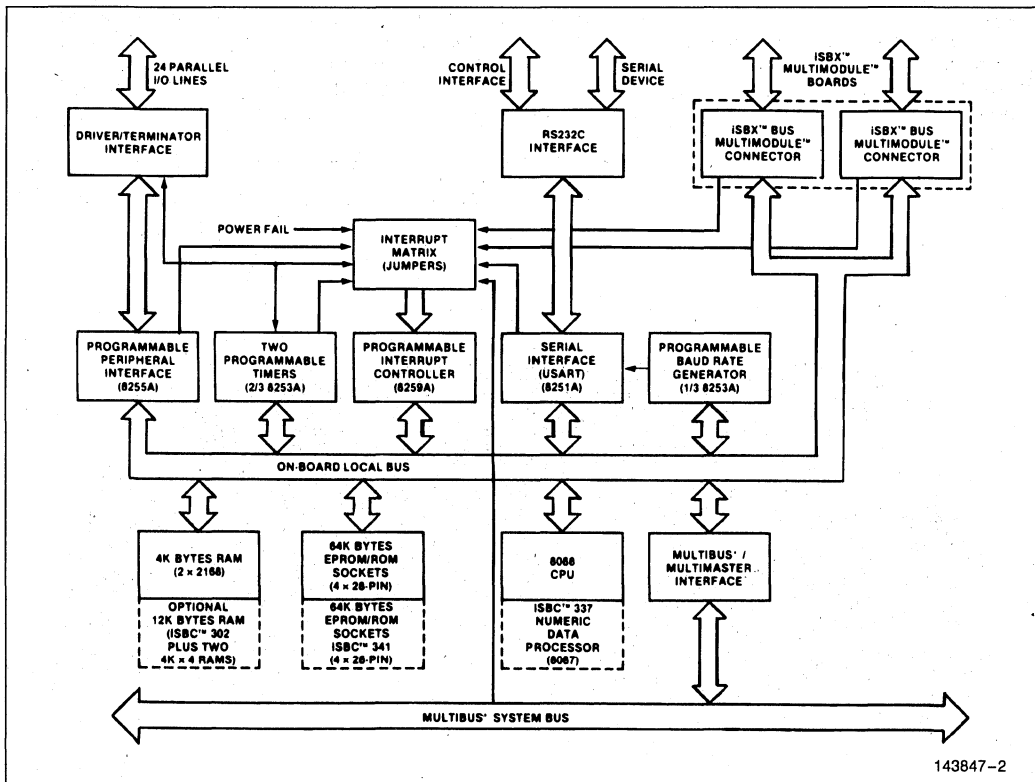 24 PARALLEL
I/O LINES
CONTROL
INTERFACE
SERIAL
DEVICE
iSBX™
MULTIMODULE™
BOARDS
DRIVER/TERMINATOR
INTERFACE
RS232C
INTERFACE
iSBX™ BUS
MULTIMODULE™
CONNECTOR
iSBX™ BUS
MULTIMODULE™
CONNECTOR
POWER FAIL
INTERRUPT
MATRIX
(JUMPERS)
PROGRAMMABLE
PERIPHERAL
INTERFACE
(8255A)
TWO
PROGRAMMABLE
TIMERS
(2/3 8253A)
PROGRAMMABLE
INTERRUPT
CONTROLLER
(8259A)
SERIAL
INTERFACE
(USART)
(8251A)
PROGRAMMABLE
BAUD RATE
GENERATOR
(1/3 8253A)
ON-BOARD LOCAL BUS
4K BYTES RAM
(2 × 2168)
64K BYTES
EPROM/ROM
SOCKETS
(4 × 28-PIN)
8088
CPU
MULTIBUS* /
MULTIMASTER
INTERFACE
OPTIONAL
12K BYTES RAM
(iSBC™ 302
PLUS TWO
4K × 4 RAMS)
64K BYTES
EPROM/ROM
SOCKETS
iSBC™ 341
(4 × 28-PIN)
iSBC™ 337
NUMERIC
DATA
PROCESSOR
(8087)
MULTIBUS* SYSTEM BUS
143847-2